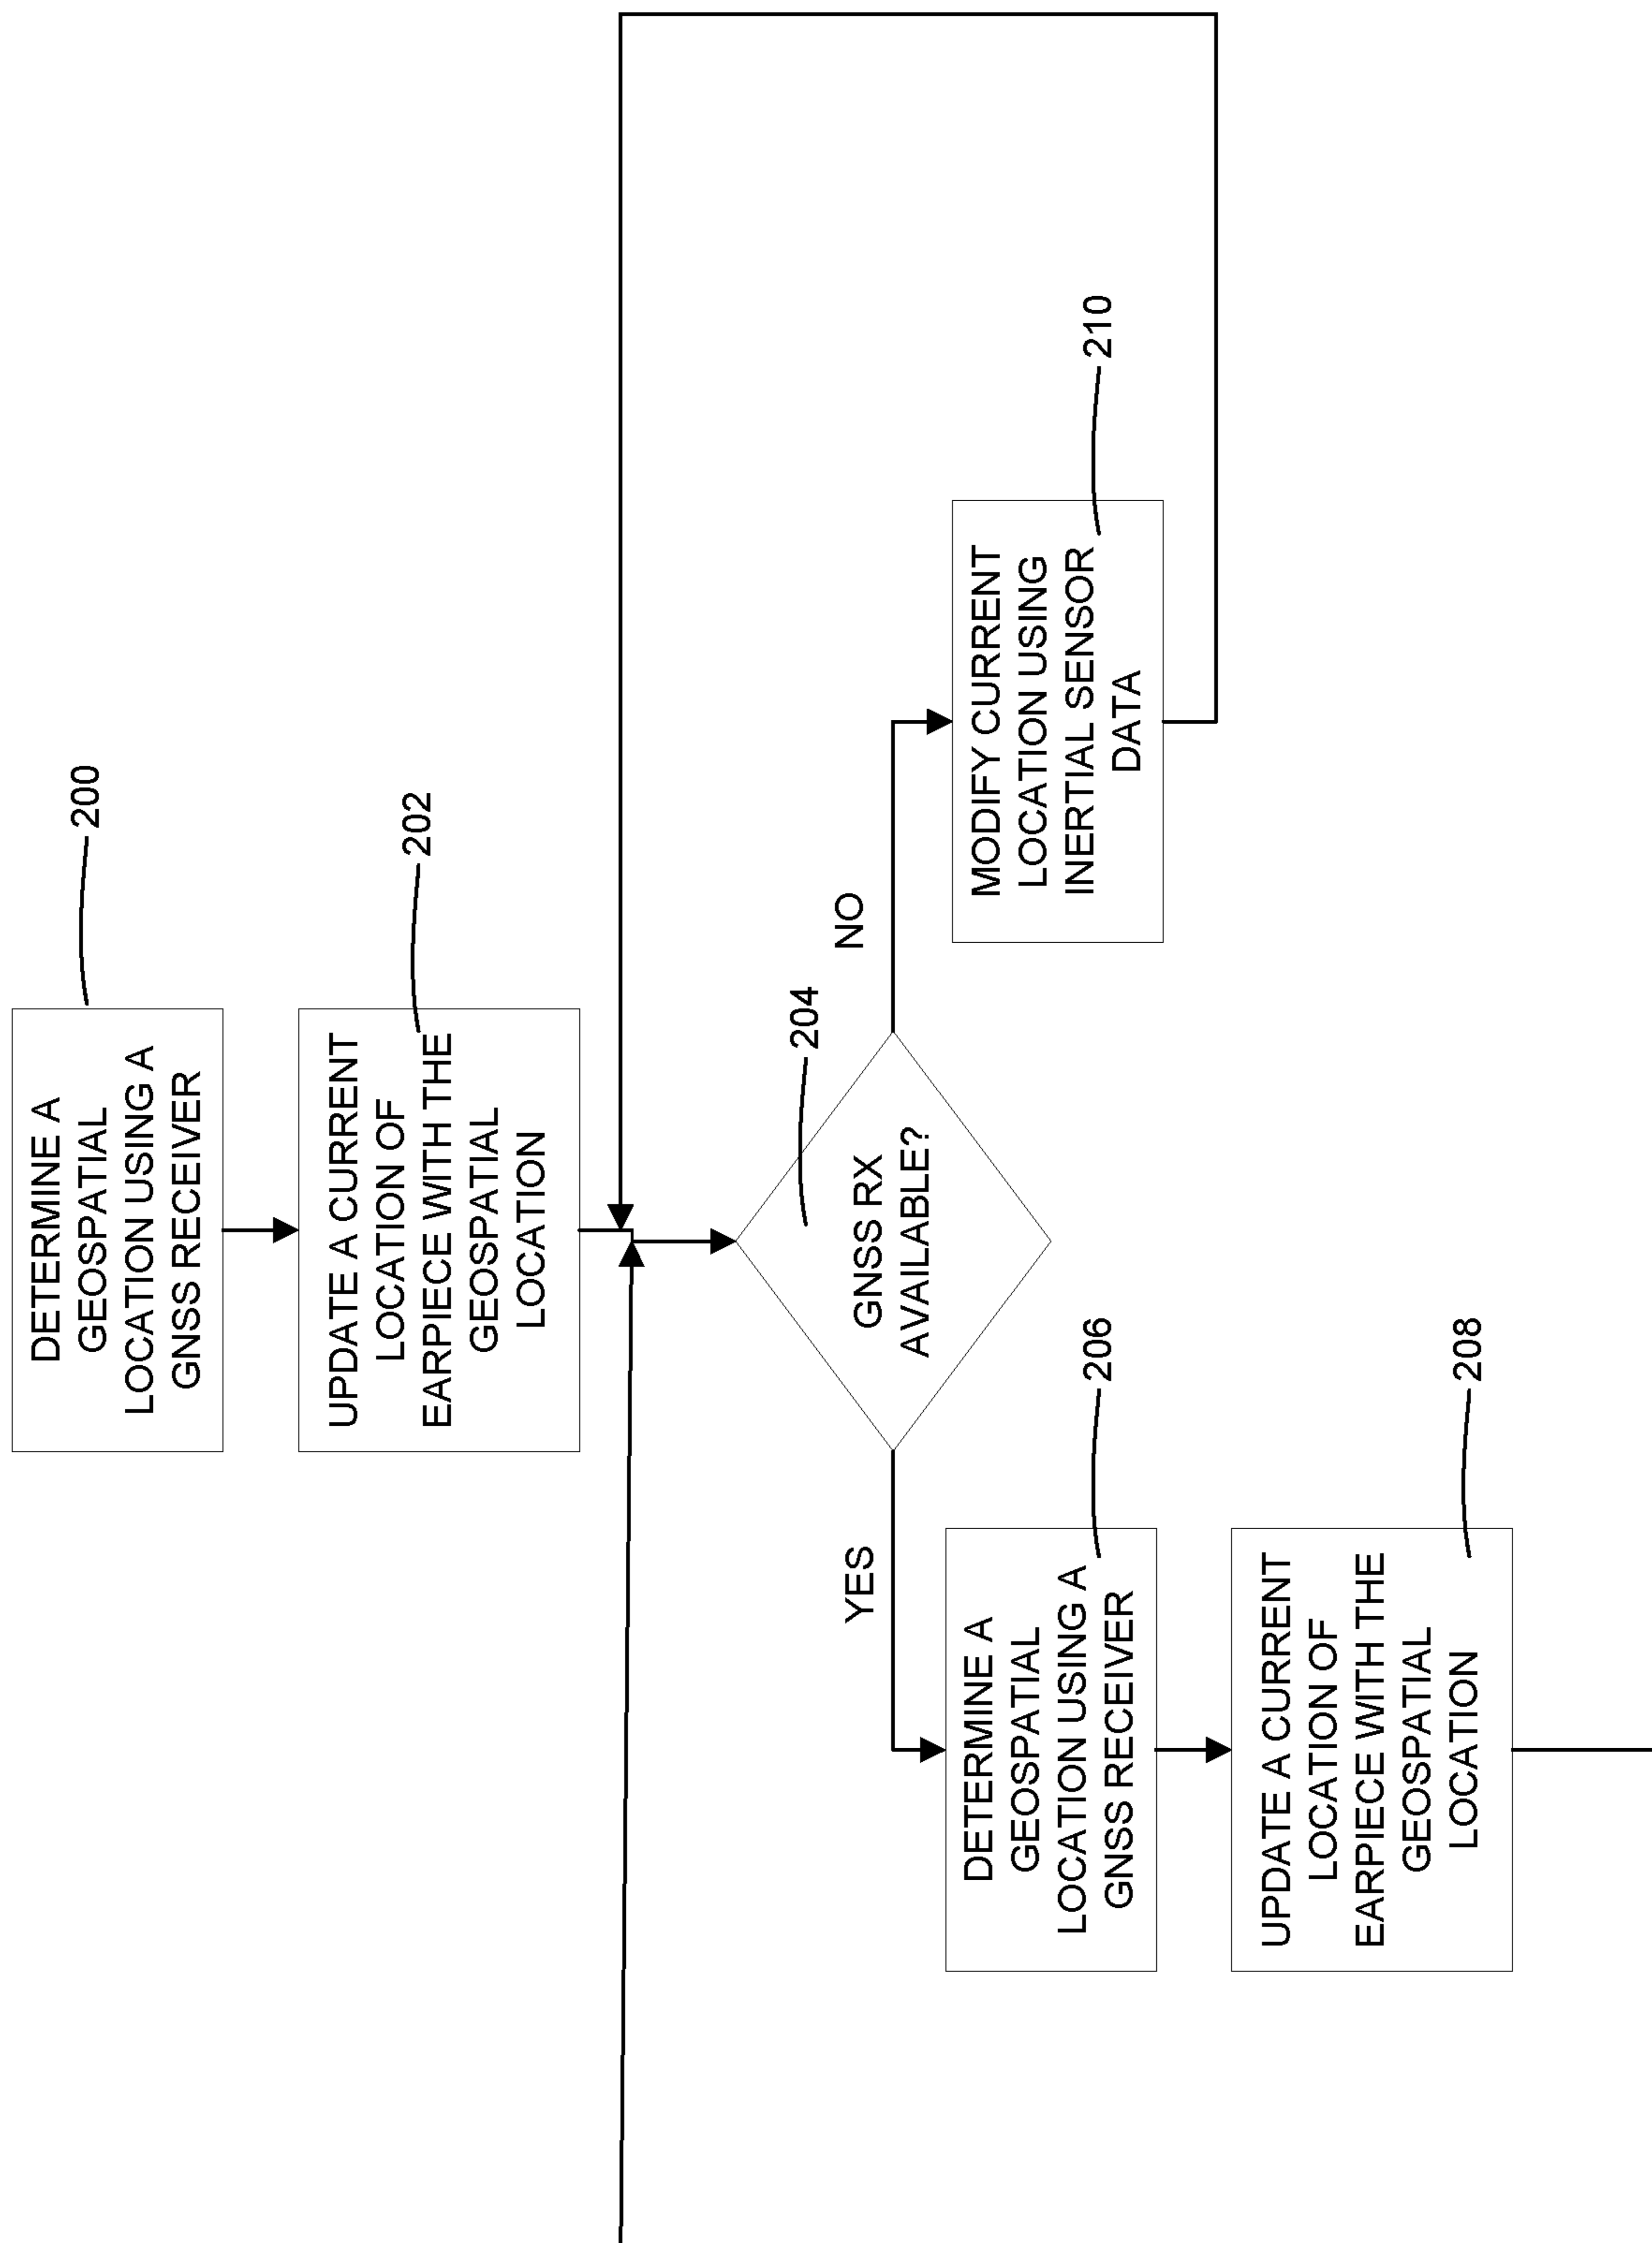 DETERMINE A
GEOSPATIAL
LOCATION USING A
GNSS RECEIVER
200
UPDATE A CURRENT
LOCATION OF
EARPIECE WITH THE
GEOSPATIAL
LOCATION
202
GNSS RX
AVAILABLE?
204
YES
NO
DETERMINE A
GEOSPATIAL
LOCATION USING A
GNSS RECEIVER
206
MODIFY CURRENT
LOCATION USING
INERTIAL SENSOR
DATA
210
UPDATE A CURRENT
LOCATION OF
EARPIECE WITH THE
GEOSPATIAL
LOCATION
208